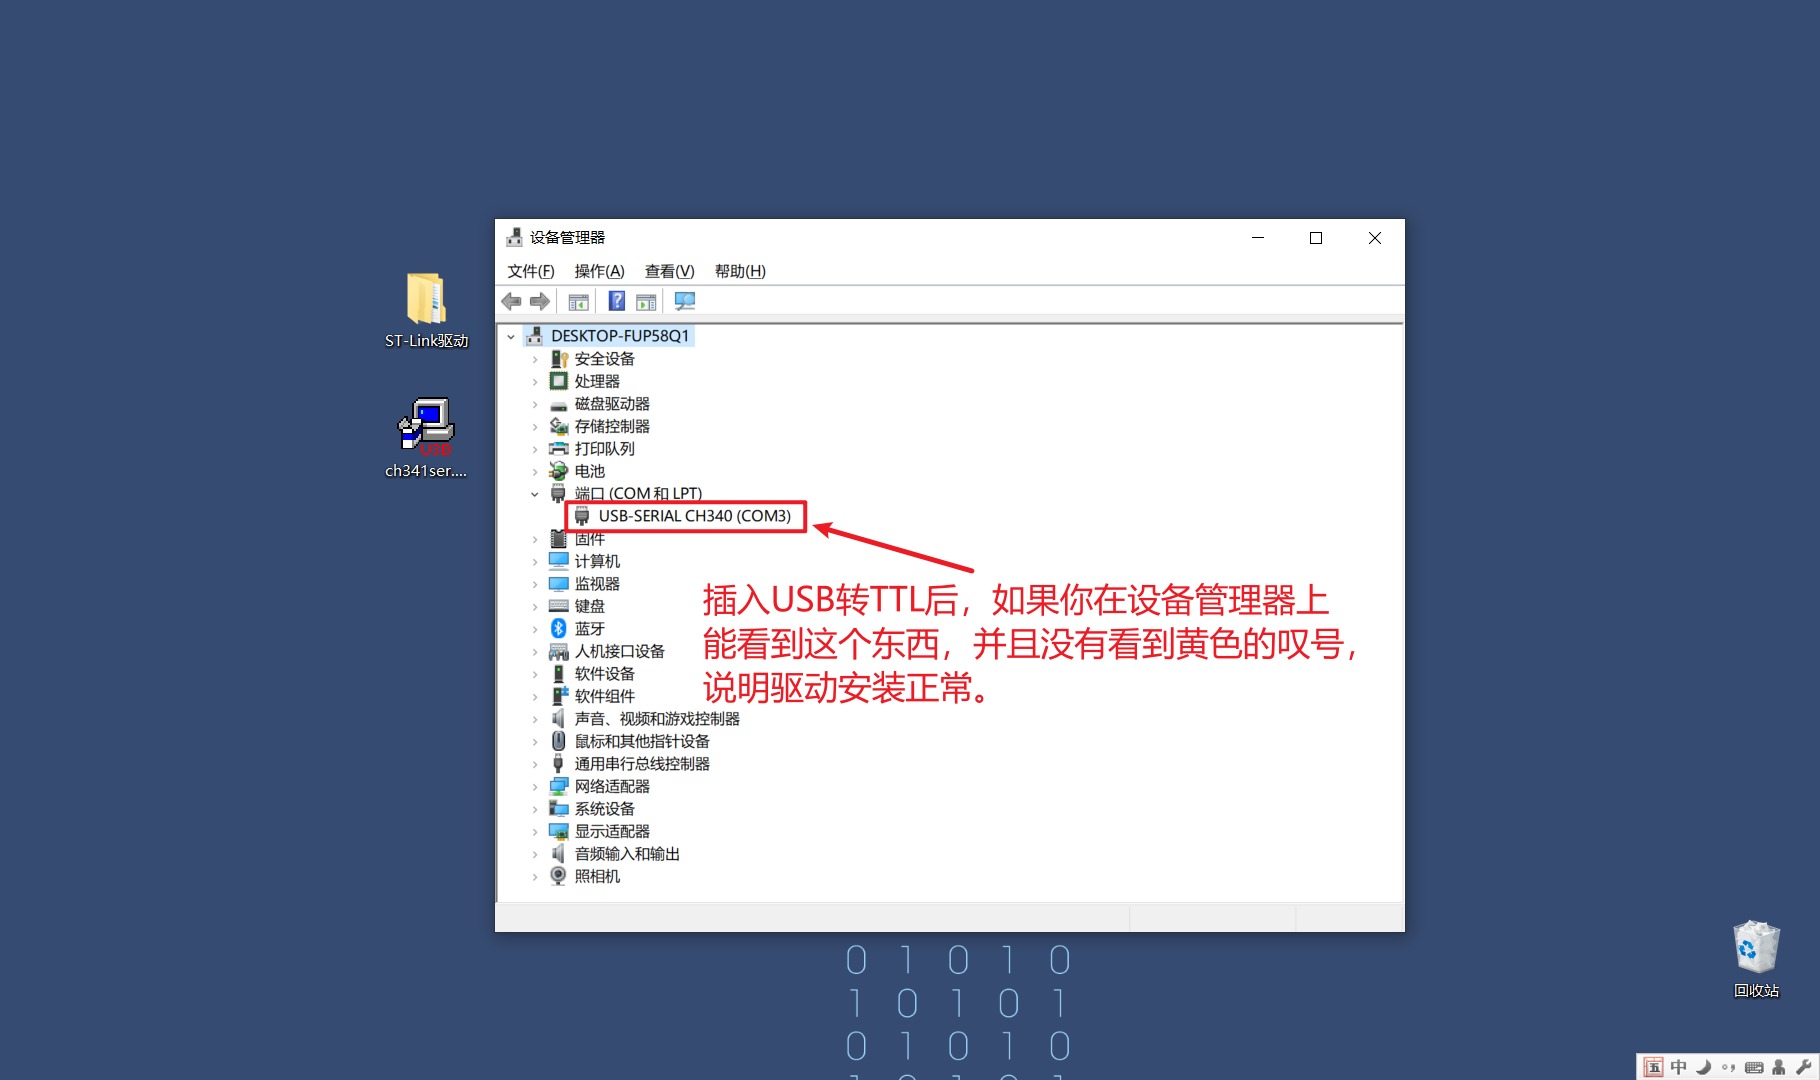 设备管理器
文件(F) 操作(A) 查看(V) 帮助(H)
DESKTOP-FUP58Q1
安全设备
处理器
磁盘驱动器
存储控制器
打印队列
电池
端口 (COM 和 LPT)
USB-SERIAL CH340 (COM3)
固件
计算机
监视器
键盘
蓝牙
人机接口设备
软件设备
软件组件
声音、视频和游戏控制器
鼠标和其他指针设备
通用串行总线控制器
网络适配器
系统设备
显示适配器
音频输入和输出
照相机
插入USB转TTL后，如果你在设备管理器上
能看到这个东西，并且没有看到黄色的叹号，
说明驱动安装正常。
ST-Link驱动
USB
ch341ser....
回收站
0 1 0 1 0
1 0 1 0 1
0 1 0 1 0
五 中